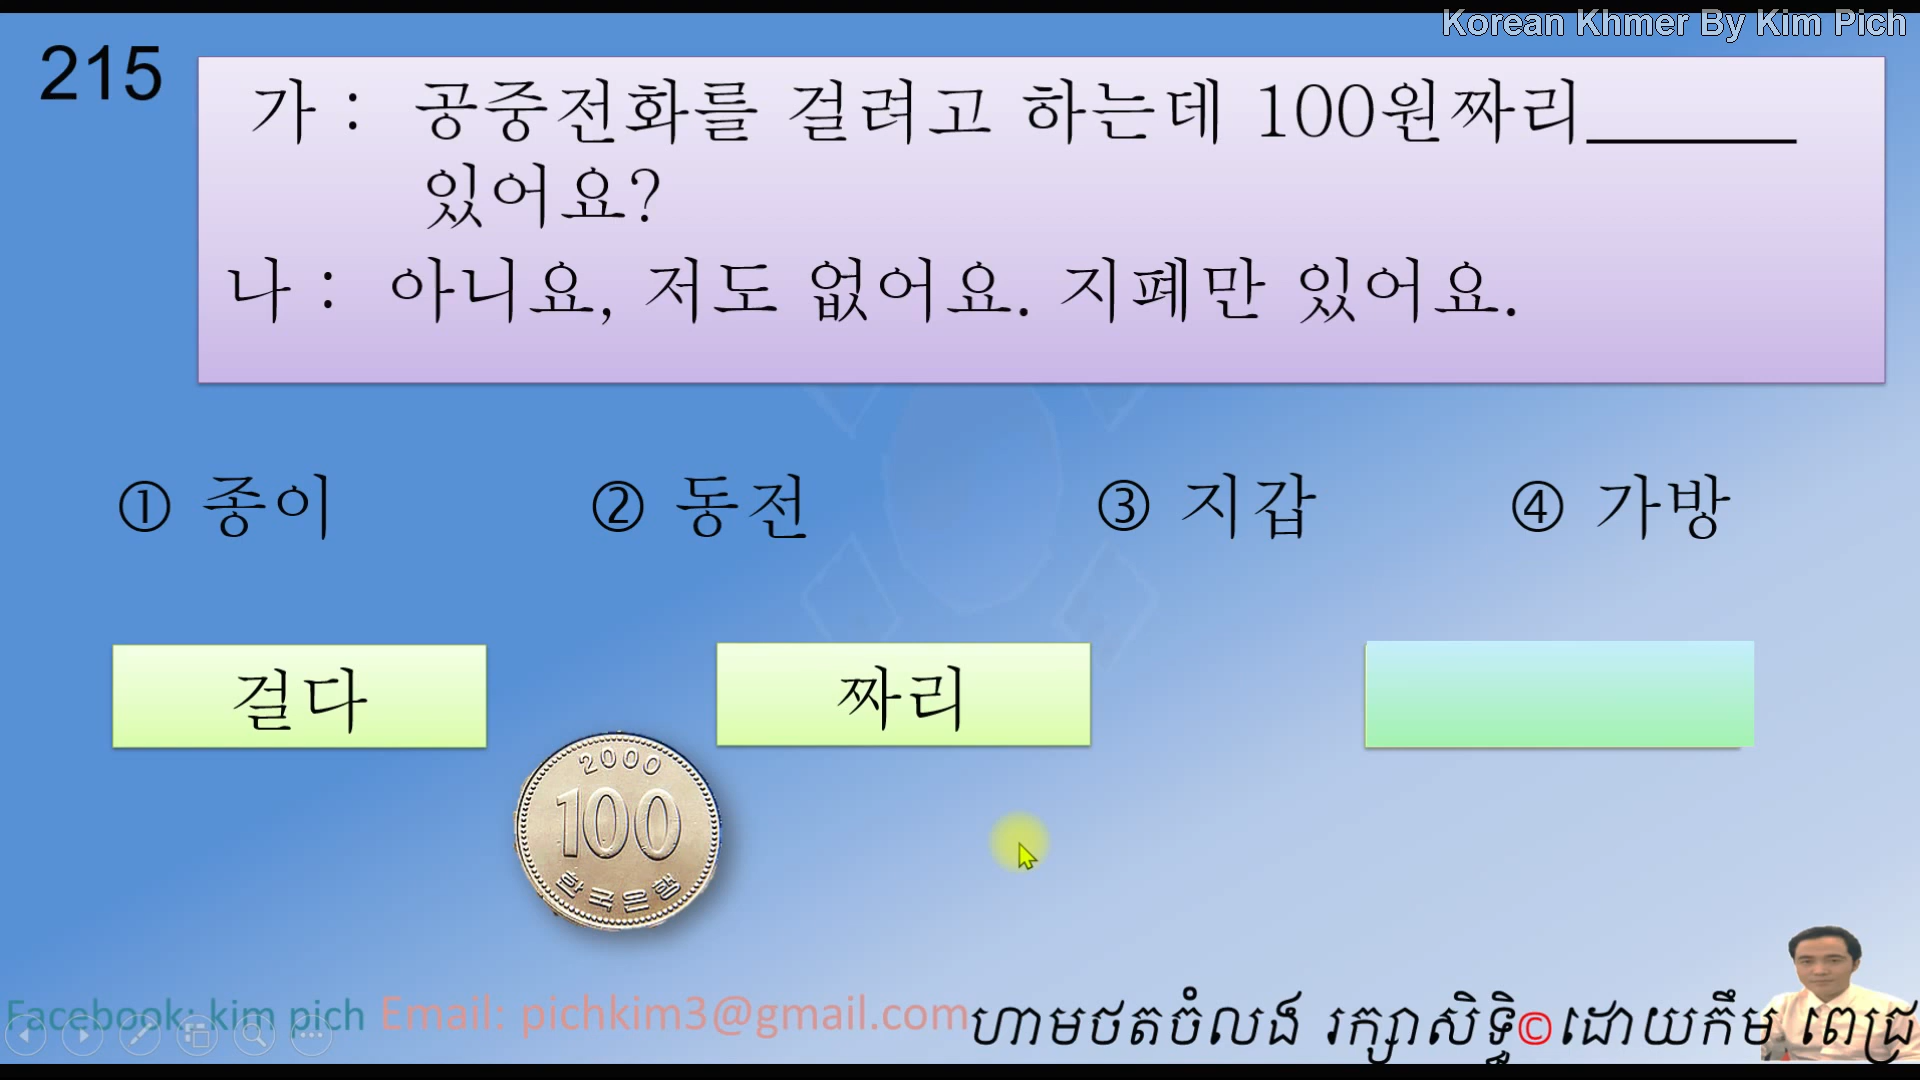 Korean Khmer By Kim Pich
215
가 : 공중전화를 걸려고 하는데 100원짜리______
있어요?
나 : 아니요, 저도 없어요. 지폐만 있어요.
① 종이 ② 동전 ③ 지갑 ④ 가방
걸다 짜리
2000
100
한국은행
Facebook: kim pich Email: pichkim3@gmail.com ហាមថតចំលង រក្សាសិទ្ធិ©ដោយកឹម ពេជ្រ